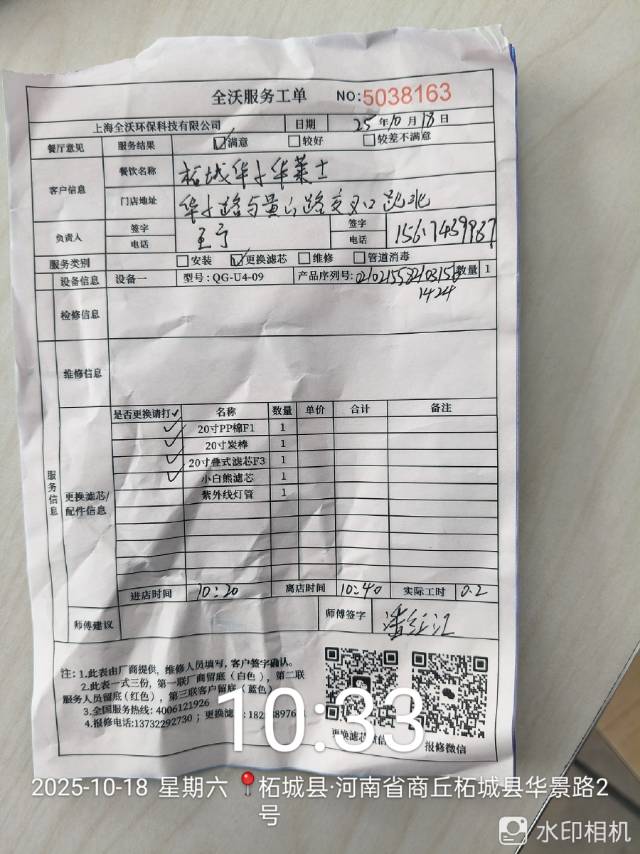 全沃服务工单 NO:5038163
上海全沃环保科技有限公司 日期 25年10月18日
餐厅意见 服务结果 ☑满意 □较好 □较差不满意
客户信息 餐饮名称 柘城华士华莱士
门店地址
负责人 签字 签字
电话 王宁 电话
服务类别 □安装 ☑更换滤芯 □维修 □管道消毒
设备信息 设备一 型号:QG-U4-09 产品序列号: 数量 1
1424
检修信息
维修信息
服务信息
更换滤芯/配件信息
是否更换请打✓ 名称 数量 单价 合计 备注
✓ 20寸PP棉F1 1
✓ 20寸炭棒 1
✓ 20寸叠式滤芯F3 1
✓ 小白熊滤芯 1
紫外线灯管 1
进店时间 10:20 离店时间 10:40 实际工时 0.2
师傅建议 师傅签字
注:1.此表由厂商提供,维修人员填写,客户签字确认。
2.此表一式三份,第一联厂商留底(白色),第二联
服务人员留底(红色),第三联客户留底(蓝色)
3.全国服务热线:4006121926
4.报修电话:13732292730;更换滤
报修微信
10:33
2025-10-18 星期六 柘城县·河南省商丘柘城县华景路2
号
水印相机